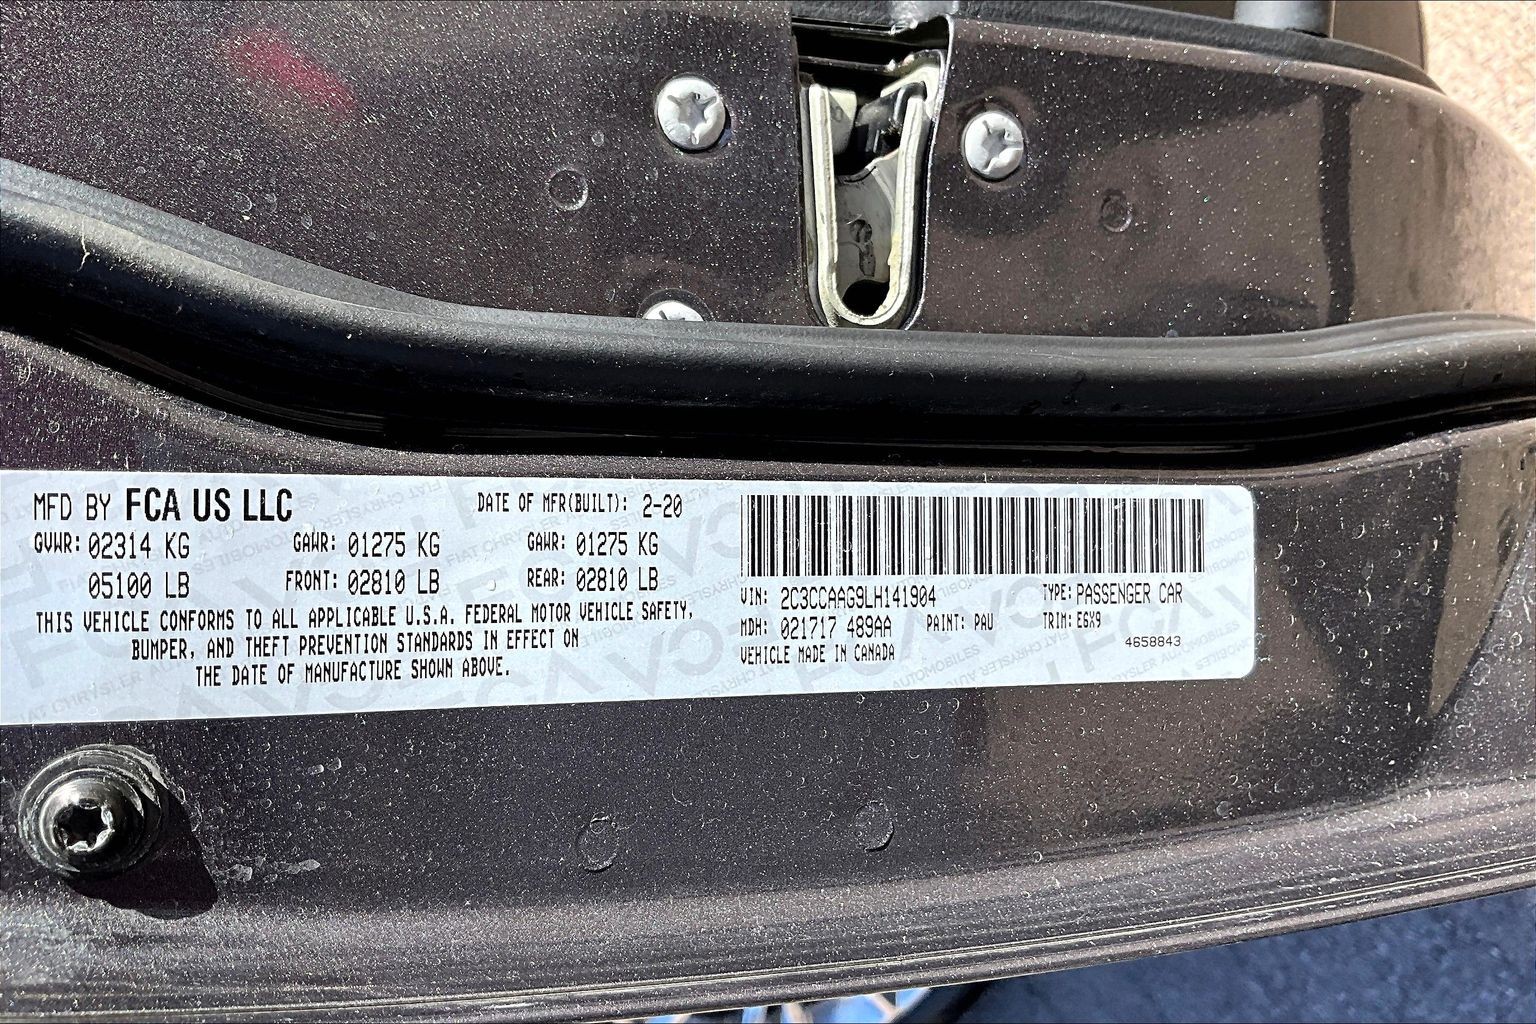 MFD BY FCA US LLC DATE OF MFR(BUILT): 2-20
GVWR: 02314 KG GAWR: 01275 KG GAWR: 01275 KG
05100 LB FRONT: 02810 LB REAR: 02810 LB
THIS VEHICLE CONFORMS TO ALL APPLICABLE U.S.A. FEDERAL MOTOR VEHICLE SAFETY,
BUMPER, AND THEFT PREVENTION STANDARDS IN EFFECT ON
THE DATE OF MANUFACTURE SHOWN ABOVE.
VIN: 2C3CCAAG9LH141904 TYPE: PASSENGER CAR
MDH: 021717 489AA PAINT: PAU TRIM: E6X9
VEHICLE MADE IN CANADA 4658843